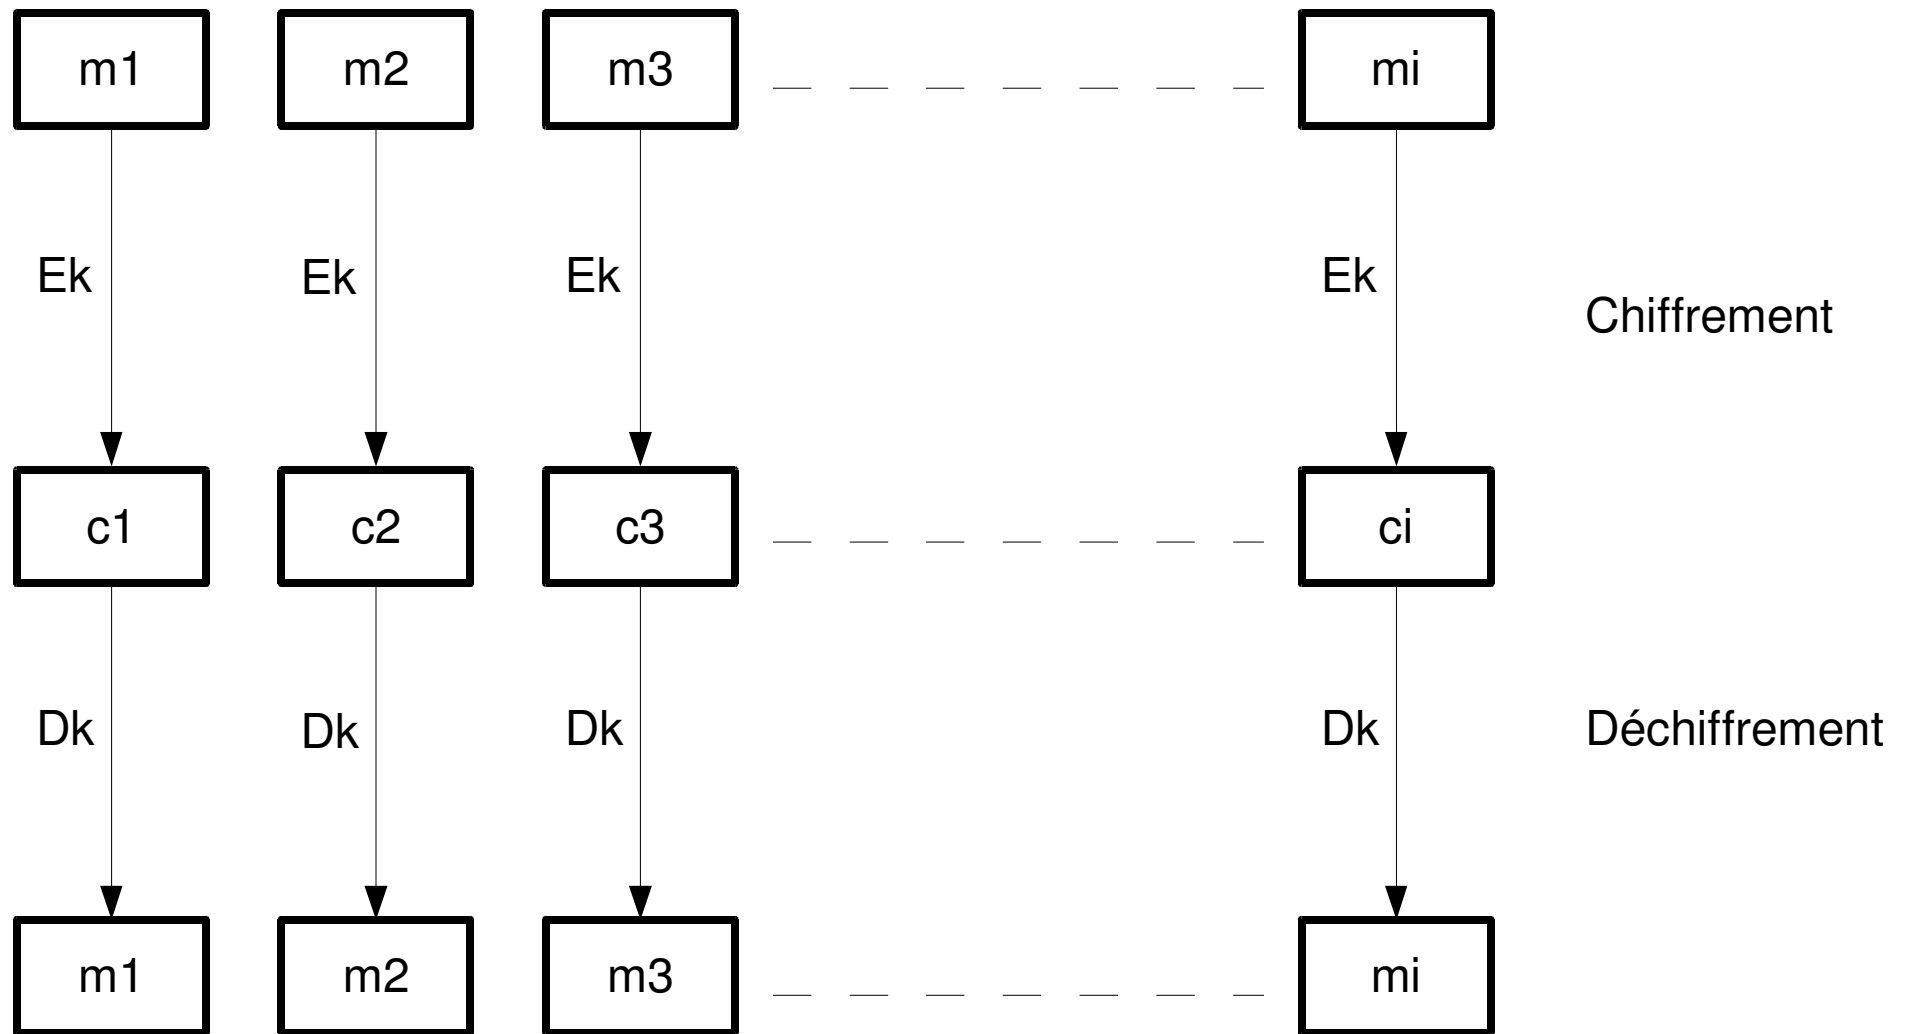 m1 m2 m3 mi
Ek Ek Ek Ek
Chiffrement
c1 c2 c3 ci
Dk Dk Dk Dk Déchiffrement
m1 m2 m3 mi